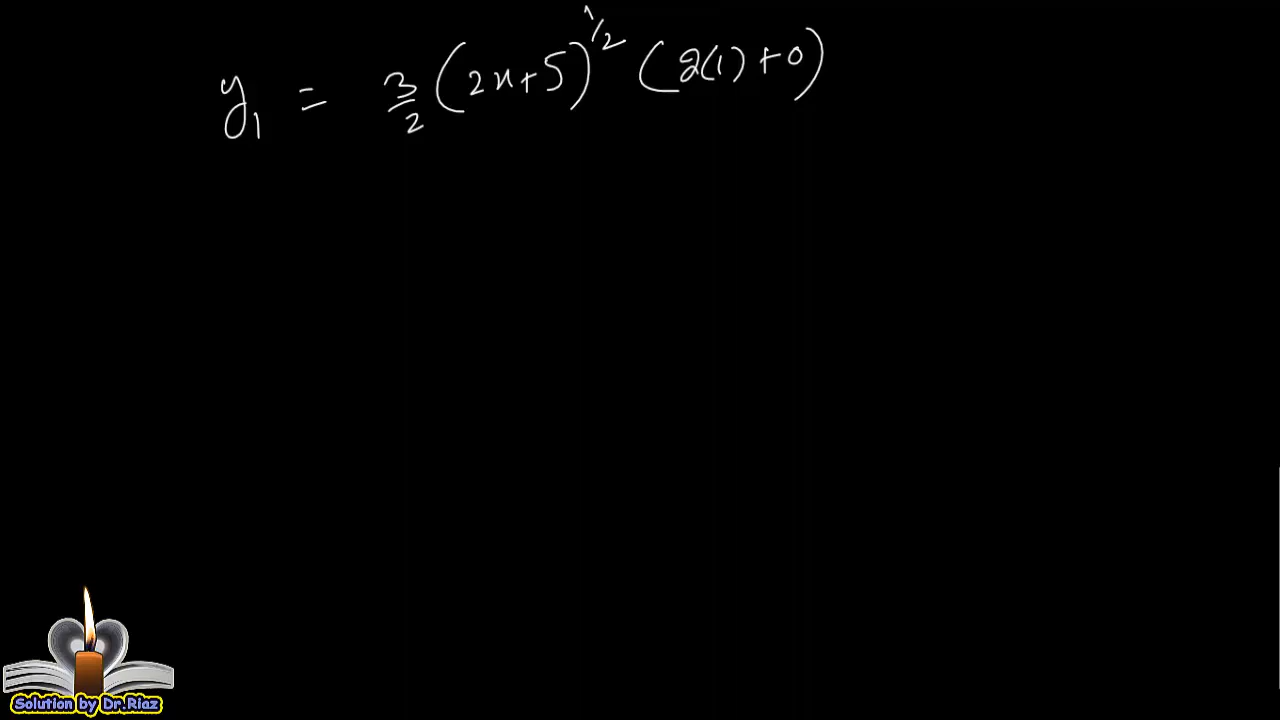 y₁ = 3/2 (2x+5)^1/2 (2(1)+0)
Solution by Dr.Riaz